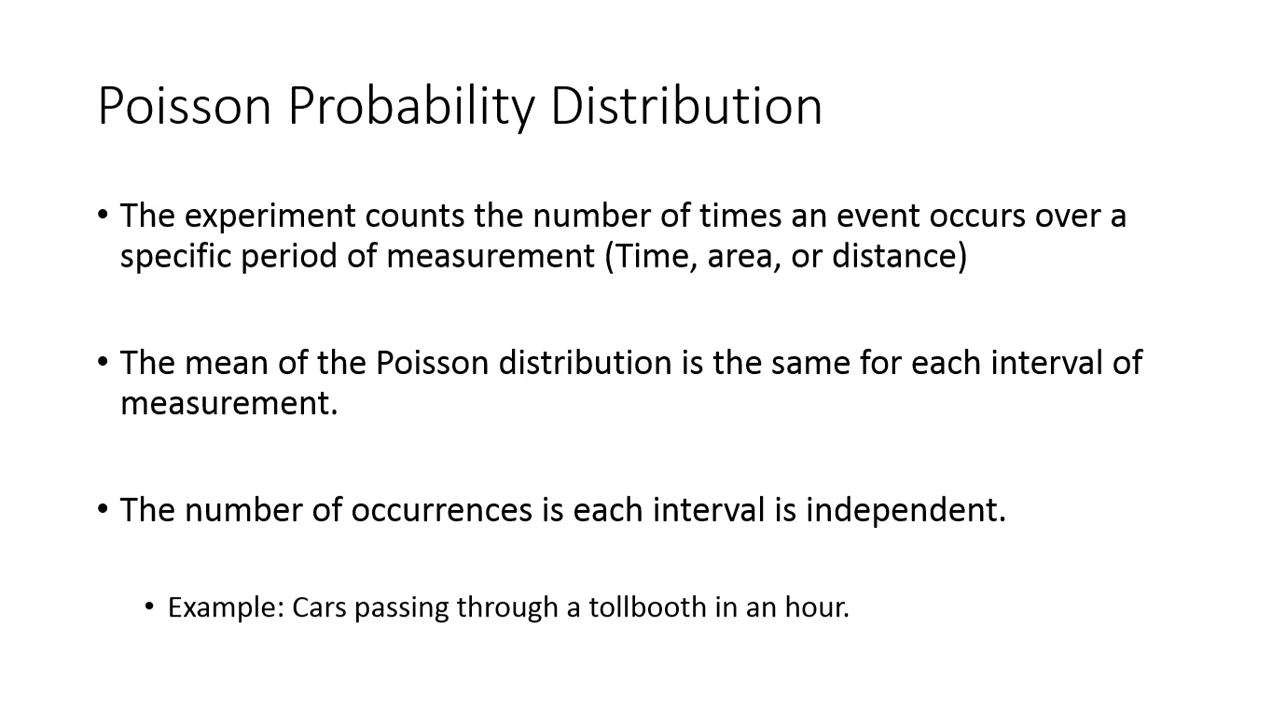 Poisson Probability Distribution
• The experiment counts the number of times an event occurs over a
specific period of measurement (Time, area, or distance)
• The mean of the Poisson distribution is the same for each interval of
measurement.
• The number of occurrences is each interval is independent.
• Example: Cars passing through a tollbooth in an hour.